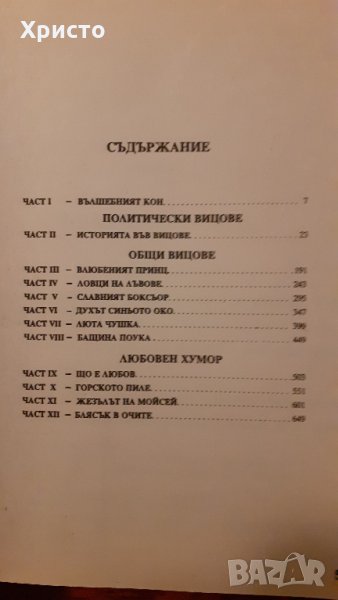 Христо
СЪДЪРЖАНИЕ
ЧАСТ I – ВЪЛШЕБНИЯТ КОН. 7
ПОЛИТИЧЕСКИ ВИЦОВЕ
ЧАСТ II – ИСТОРИЯТА ВЪВ ВИЦОВЕ. 23
ОБЩИ ВИЦОВЕ
ЧАСТ III – ВЛЮБЕНИЯТ ПРИНЦ. 191
ЧАСТ IV – ЛОВЦИ НА ЛЪВОВЕ. 243
ЧАСТ V – СЛАВНИЯТ БОКСЬОР. 295
ЧАСТ VI – ДУХЪТ СИНЬОТО ОКО. 347
ЧАСТ VII – ЛЮТА ЧУШКА. 399
ЧАСТ VIII – БАЩИНА ПОУКА. 449
ЛЮБОВЕН ХУМОР
ЧАСТ IX – ЩО Е ЛЮБОВ. 503
ЧАСТ X – ГОРСКОТО ПИЛЕ. 551
ЧАСТ XI – ЖЕЗЪЛЪТ НА МОЙСЕЙ. 601
ЧАСТ XII – БЛЯСЪК В ОЧИТЕ. 649
BAZAR